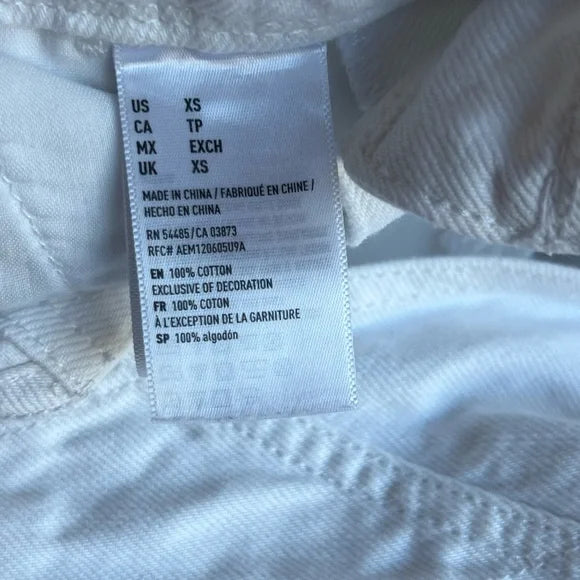 US XS
CA TP
MX EXCH
UK XS
MADE IN CHINA / FABRIQUÉ EN CHINE /
HECHO EN CHINA
RN 54485/CA 03873
RFC# AEM120605U9A
EN 100% COTTON
EXCLUSIVE OF DECORATION
FR 100% COTON
À L'EXCEPTION DE LA GARNITURE
SP 100% algodón